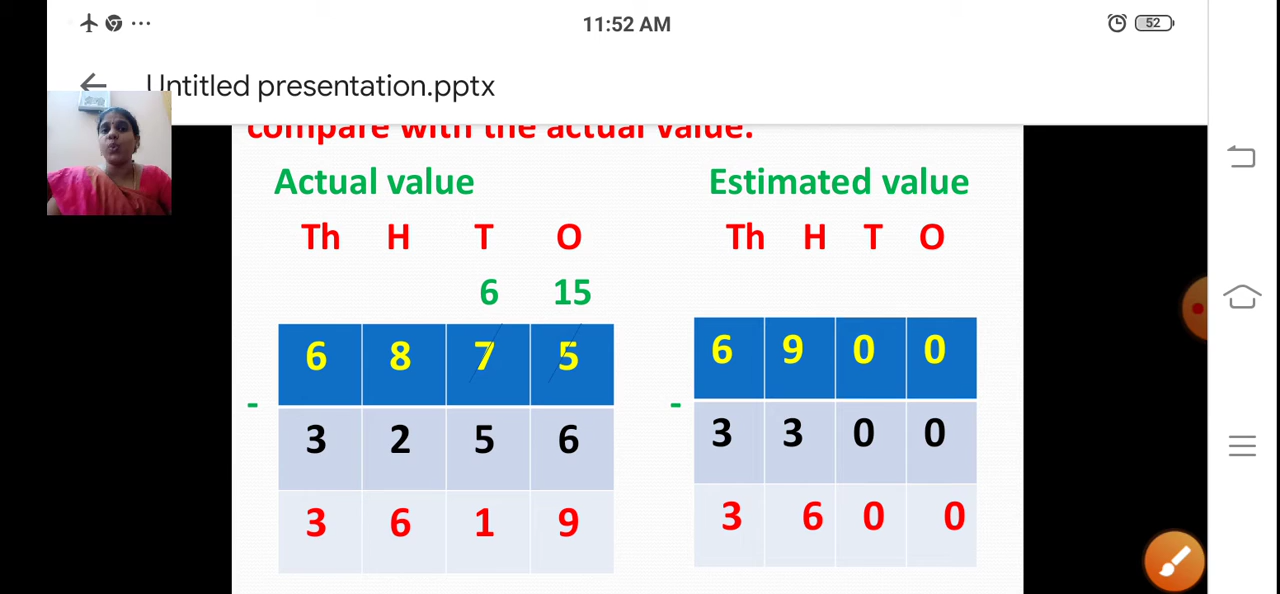 11:52 AM
52
Untitled presentation.pptx
compare with the actual value.
Actual value
Th H T O
6 15
6 8 7 5
- 3 2 5 6
3 6 1 9
Estimated value
Th H T O
6 9 0 0
- 3 3 0 0
3 6 0 0